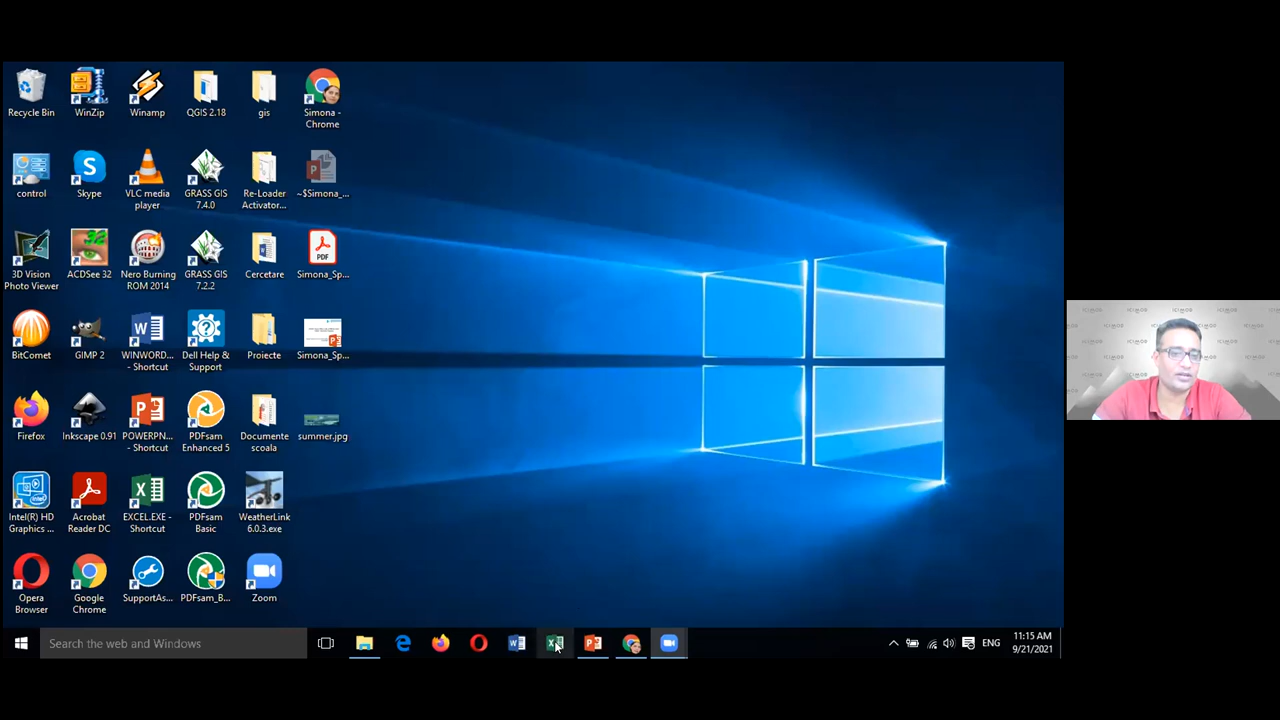 Recycle Bin
WinZip
Winamp
QGIS 2.18
gis
Simona -
Chrome
control
Skype
VLC media
player
GRASS GIS
7.4.0
Re-Loader
Activator...
~$Simona_...
3D Vision
Photo Viewer
ACDSee 32
Nero Burning
ROM 2014
GRASS GIS
7.2.2
Cercetare
PDF
Simona_Sp...
BitComet
GIMP 2
WINWORD...
- Shortcut
Dell Help &
Support
Proiecte
Simona_Sp...
Firefox
Inkscape 0.91
POWERPN...
- Shortcut
PDFsam
Enhanced 5
Documente
scoala
summer.jpg
Intel(R) HD
Graphics ...
Acrobat
Reader DC
EXCEL.EXE -
Shortcut
PDFsam
Basic
WeatherLink
6.0.3.exe
Opera
Browser
Google
Chrome
SupportAs...
PDFsam_B...
Zoom
Search the web and Windows
ENG
11:15 AM
9/21/2021